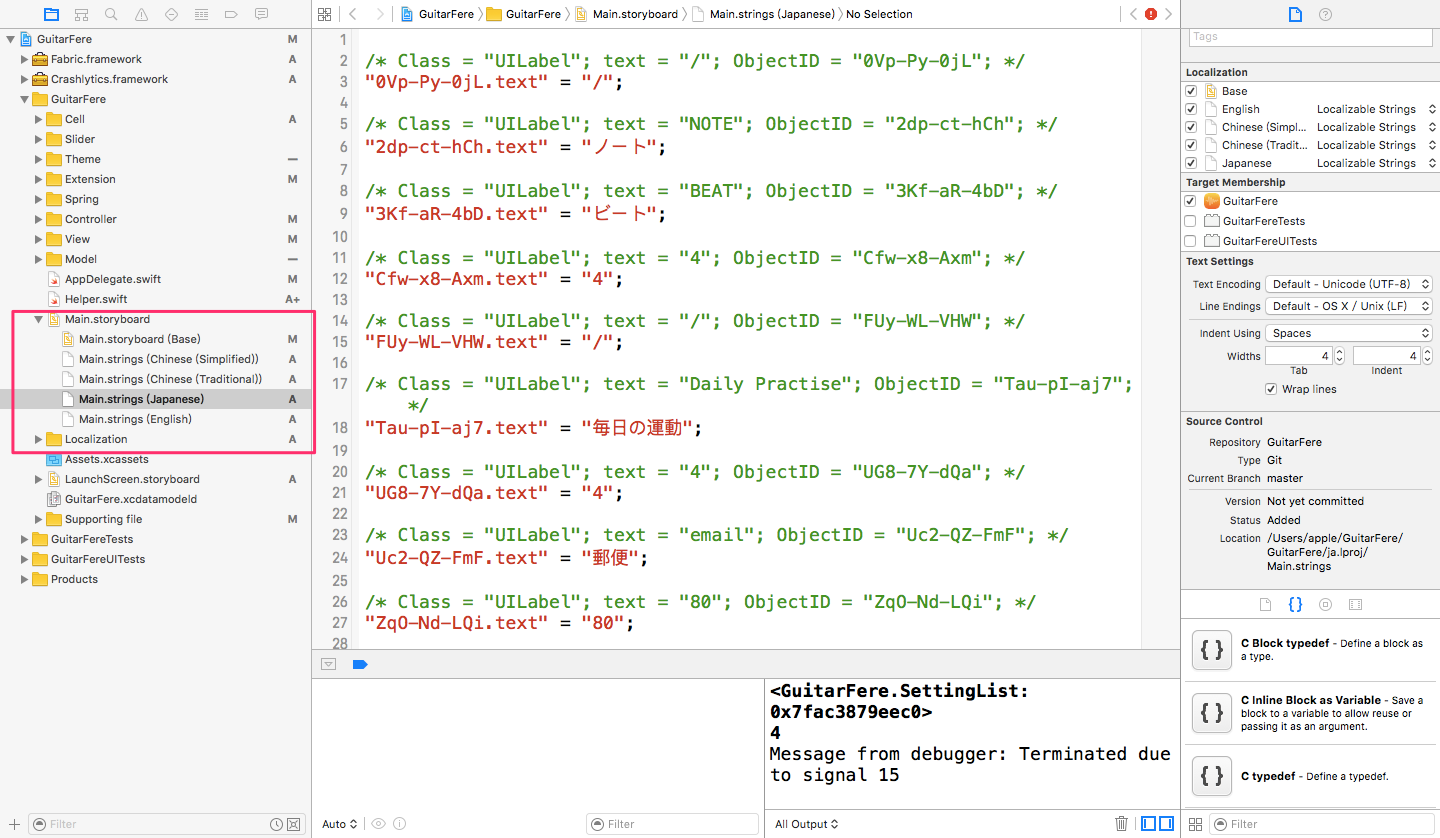 GuitarFere M
Fabric.framework A
Crashlytics.framework A
GuitarFere
Cell A
Slider
Theme —
Extension M
Spring
Controller M
View M
Model —
AppDelegate.swift M
Helper.swift A+
Main.storyboard
Main.storyboard (Base) M
Main.strings (Chinese (Simplified)) A
Main.strings (Chinese (Traditional)) A
Main.strings (Japanese) A
Main.strings (English) A
Localization A
Assets.xcassets
LaunchScreen.storyboard A
GuitarFere.xcdatamodeld
Supporting file M
GuitarFereTests
GuitarFereUITests
Products
Filter
GuitarFere GuitarFere Main.storyboard Main.strings (Japanese) No Selection
1
2 /* Class = "UILabel"; text = "/"; ObjectID = "0Vp-Py-0jL"; */
3 "0Vp-Py-0jL.text" = "/";
4
5 /* Class = "UILabel"; text = "NOTE"; ObjectID = "2dp-ct-hCh"; */
6 "2dp-ct-hCh.text" = "ノート";
7
8 /* Class = "UILabel"; text = "BEAT"; ObjectID = "3Kf-aR-4bD"; */
9 "3Kf-aR-4bD.text" = "ビート";
10
11 /* Class = "UILabel"; text = "4"; ObjectID = "Cfw-x8-Axm"; */
12 "Cfw-x8-Axm.text" = "4";
13
14 /* Class = "UILabel"; text = "/"; ObjectID = "FUy-WL-VHW"; */
15 "FUy-WL-VHW.text" = "/";
16
17 /* Class = "UILabel"; text = "Daily Practise"; ObjectID = "Tau-pI-aj7";
*/
18 "Tau-pI-aj7.text" = "毎日の運動";
19
20 /* Class = "UILabel"; text = "4"; ObjectID = "UG8-7Y-dQa"; */
21 "UG8-7Y-dQa.text" = "4";
22
23 /* Class = "UILabel"; text = "email"; ObjectID = "Uc2-QZ-FmF"; */
24 "Uc2-QZ-FmF.text" = "郵便";
25
26 /* Class = "UILabel"; text = "80"; ObjectID = "ZqO-Nd-LQi"; */
27 "ZqO-Nd-LQi.text" = "80";
28
Auto
Filter
<GuitarFere.SettingList:
0x7fac3879eec0>
4
Message from debugger: Terminated due
to signal 15
All Output
Tags
Localization
Base
English Localizable Strings
Chinese (Simpl... Localizable Strings
Chinese (Tradit... Localizable Strings
Japanese Localizable Strings
Target Membership
GuitarFere
GuitarFereTests
GuitarFereUITests
Text Settings
Text Encoding Default - Unicode (UTF-8)
Line Endings Default - OS X / Unix (LF)
Indent Using Spaces
Widths 4 4
Tab Indent
Wrap lines
Source Control
Repository GuitarFere
Type Git
Current Branch master
Version Not yet committed
Status Added
Location /Users/apple/GuitarFere/
GuitarFere/ja.lproj/
Main.strings
{} C Block typedef - Define a block as
a type.
{} C Inline Block as Variable - Save a
block to a variable to allow reuse or
passing it as an argument.
{} C typedef - Define a typedef.
Filter